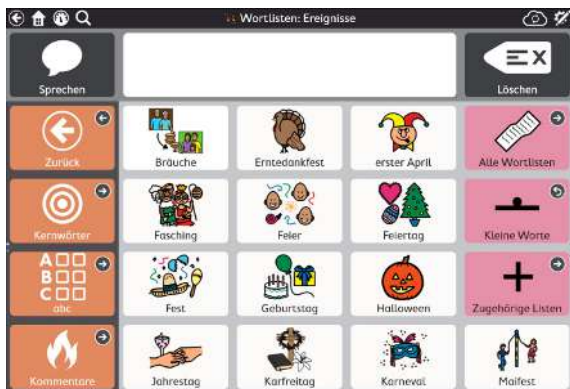 Wortlisten: Ereignisse
Sprechen
Löschen
Zurück
Bräuche
Erntedankfest
erster April
Alle Wortlisten
Kernwörter
Fasching
Feier
Feiertag
Kleine Worte
A
B
C
abc
Fest
Geburtstag
Halloween
Zugehörige Listen
Kommentare
Jahrestag
Karfreitag
Karneval
Maifest